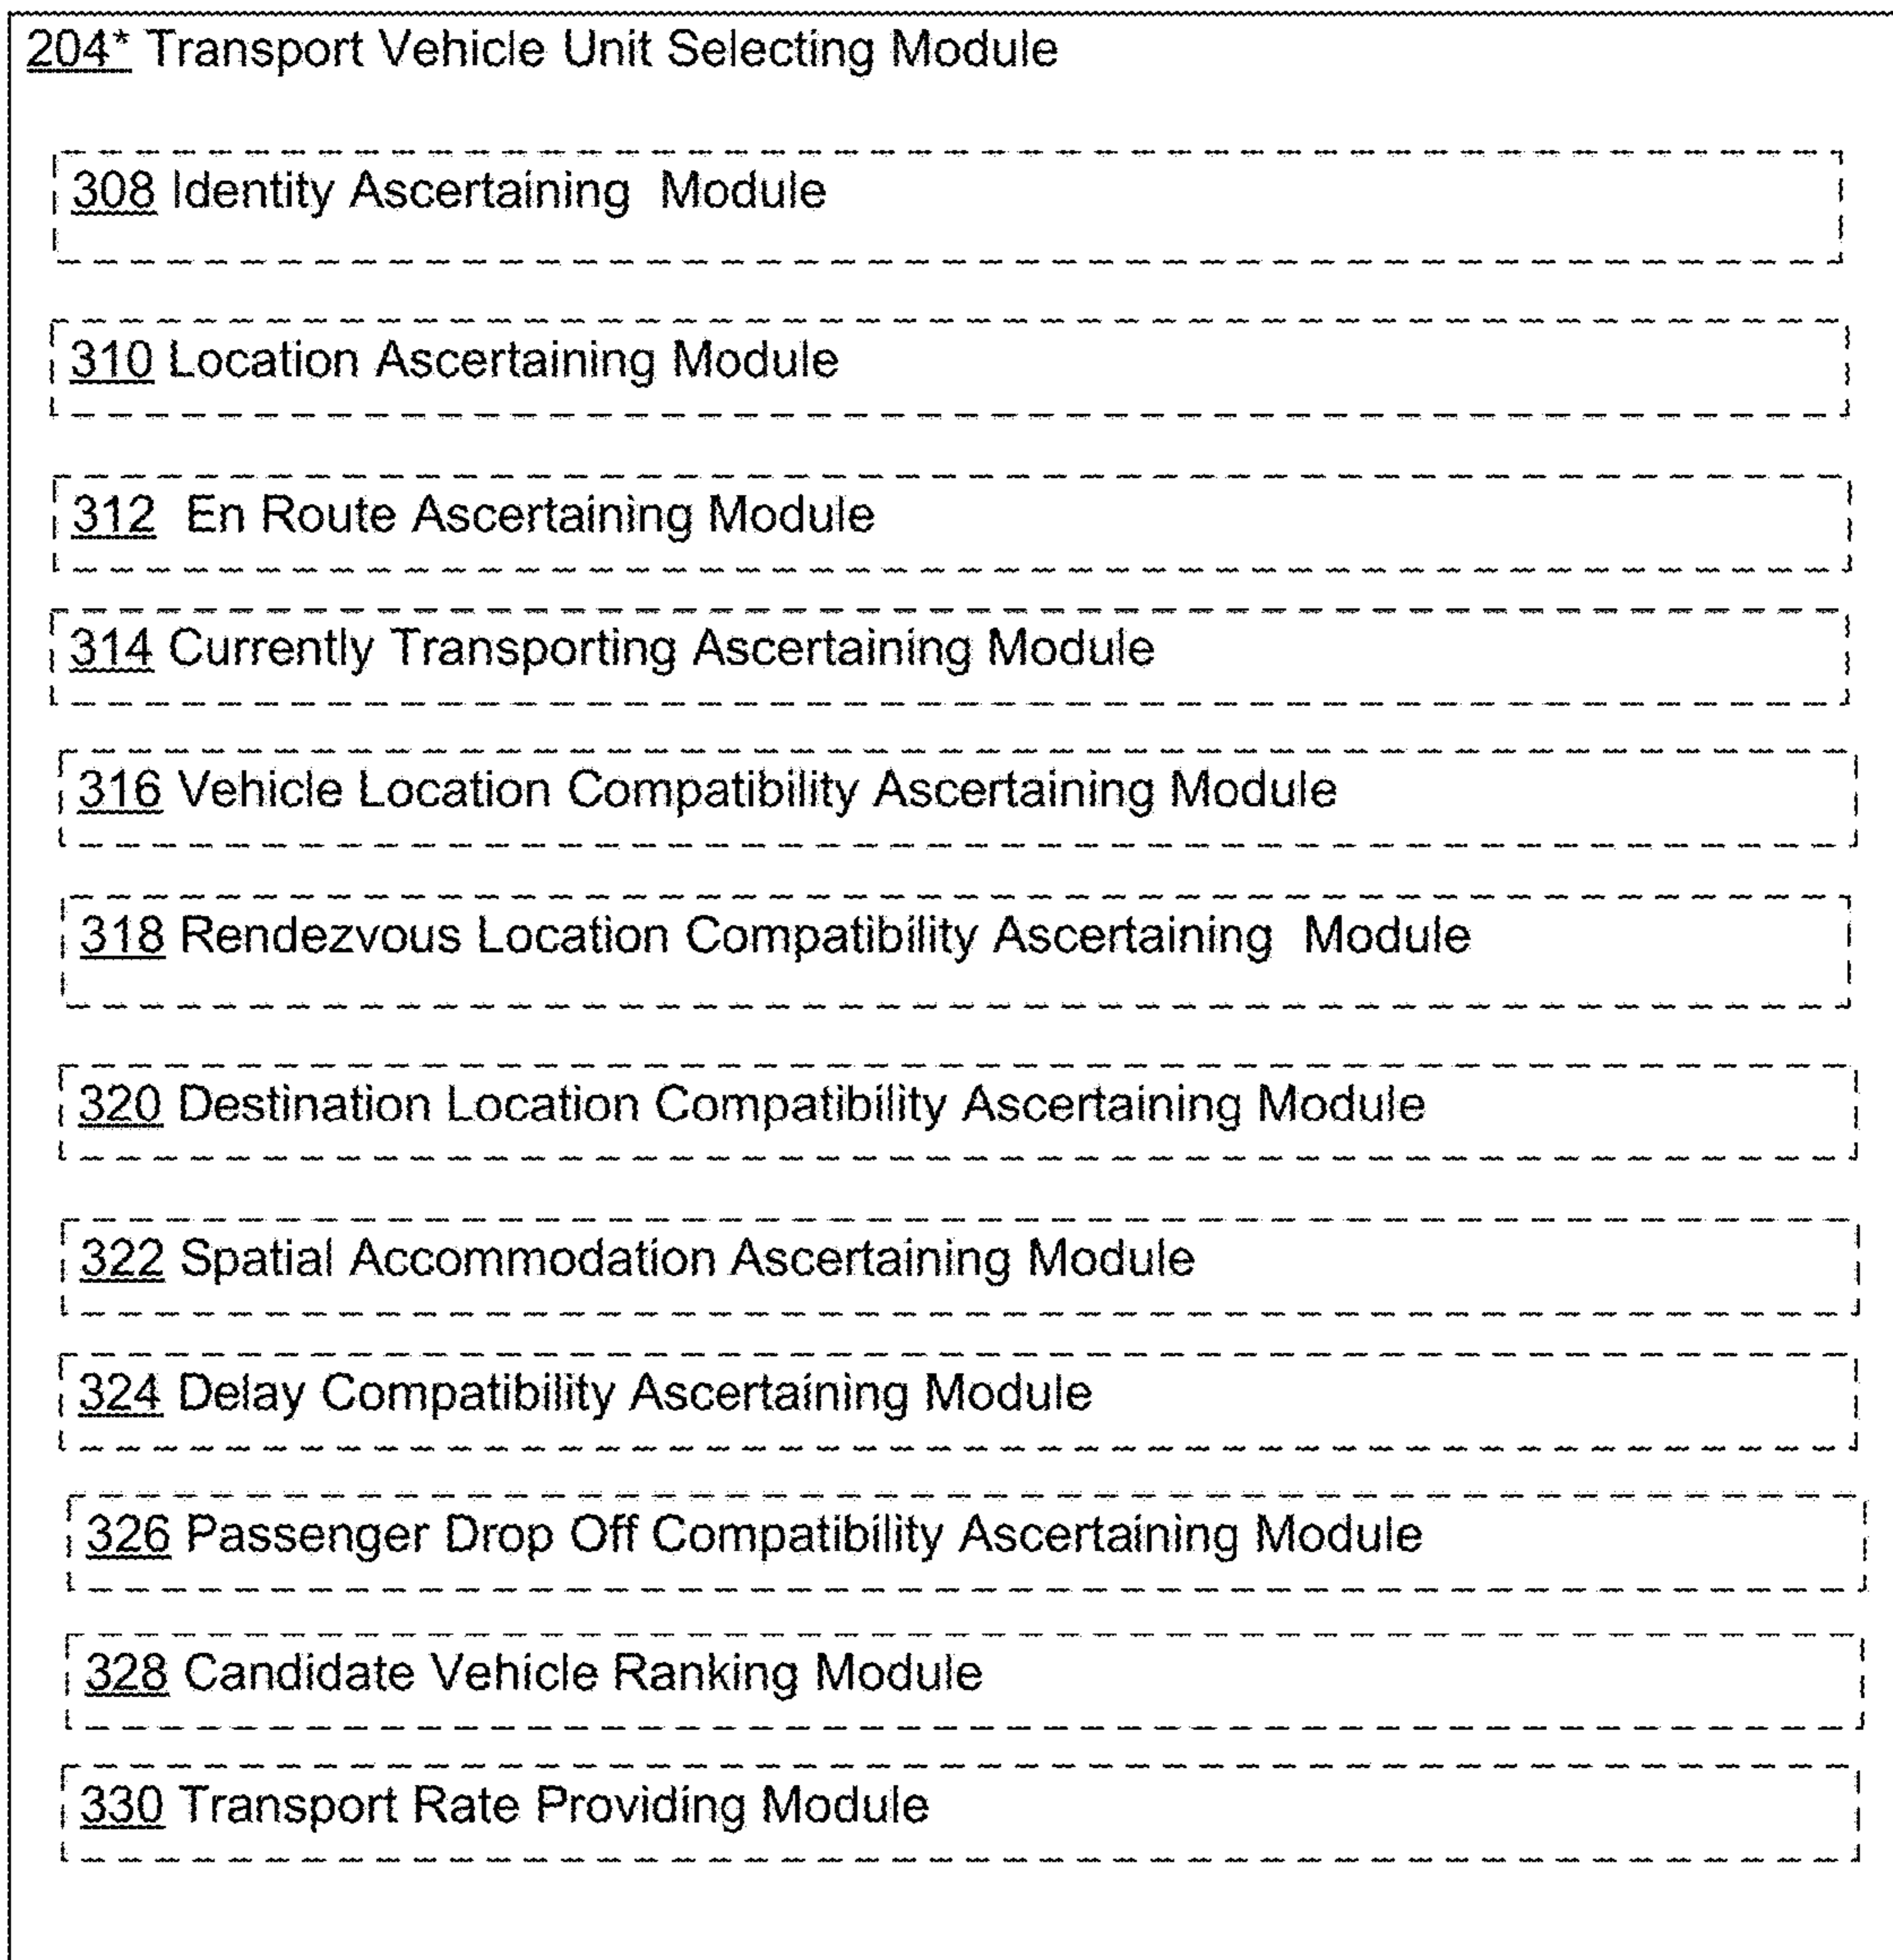 204* Transport Vehicle Unit Selecting Module
308 Identity Ascertaining Module
310 Location Ascertaining Module
312 En Route Ascertaining Module
314 Currently Transporting Ascertaining Module
316 Vehicle Location Compatibility Ascertaining Module
318 Rendezvous Location Compatibility Ascertaining Module
320 Destination Location Compatibility Ascertaining Module
322 Spatial Accommodation Ascertaining Module
324 Delay Compatibility Ascertaining Module
326 Passenger Drop Off Compatibility Ascertaining Module
328 Candidate Vehicle Ranking Module
330 Transport Rate Providing Module